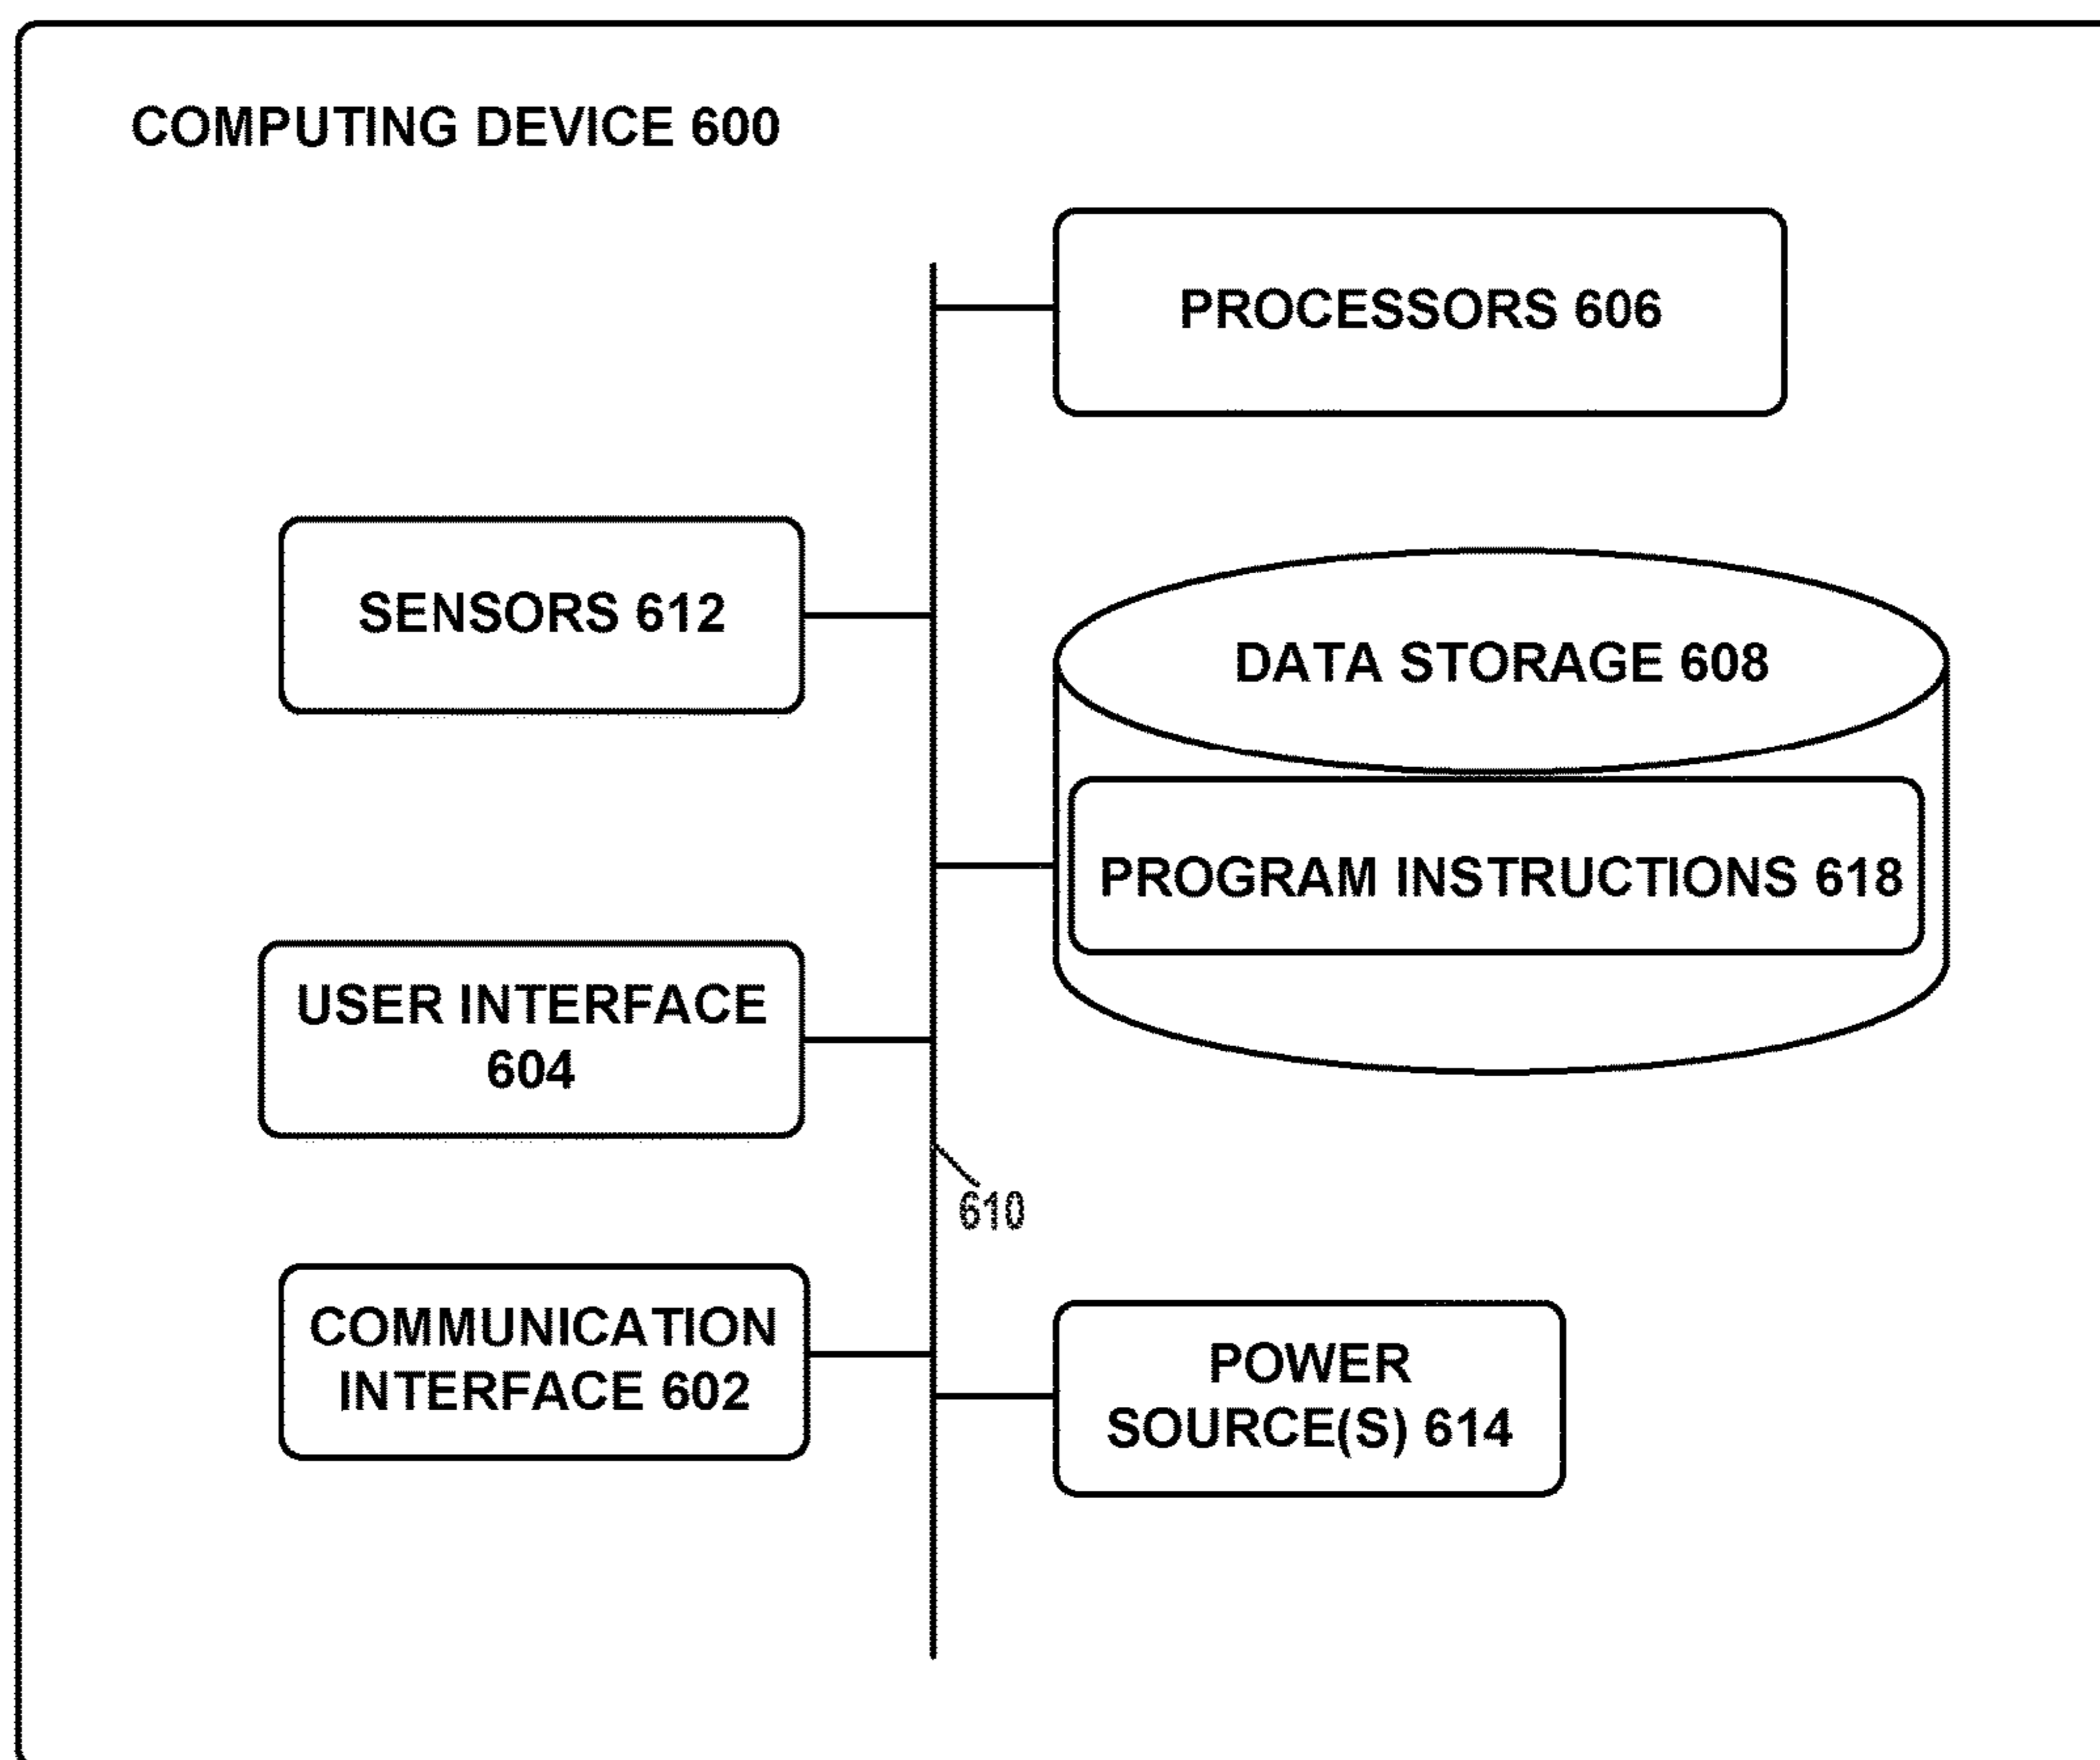 COMPUTING DEVICE 600
PROCESSORS 606
SENSORS 612
DATA STORAGE 608
PROGRAM INSTRUCTIONS 618
USER INTERFACE
604
610
COMMUNICATION
INTERFACE 602
POWER
SOURCE(S) 614